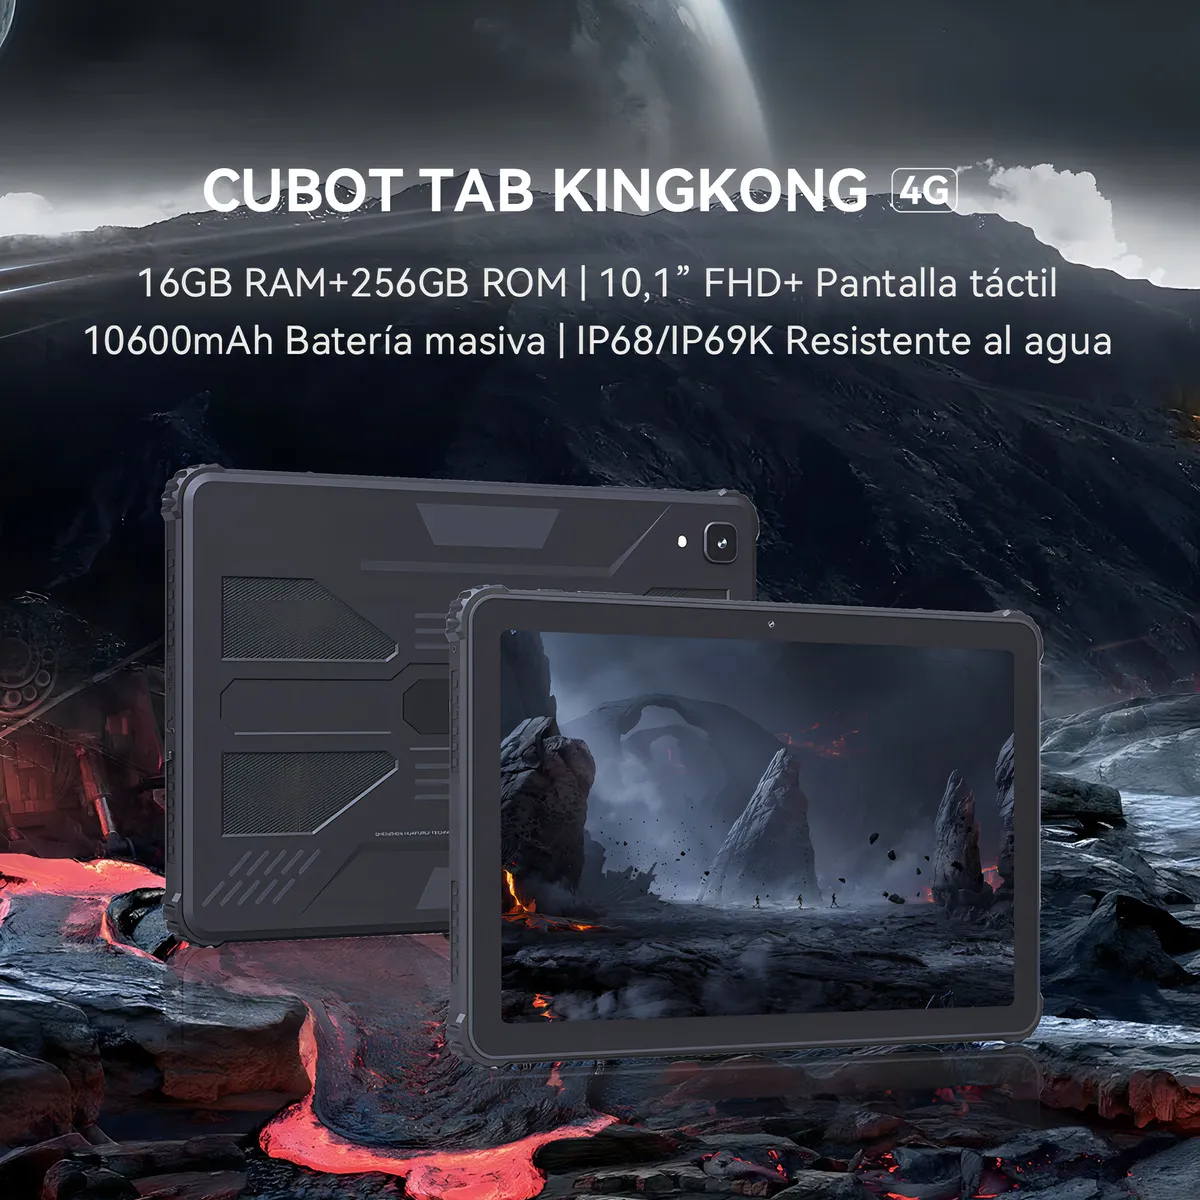 CUBOT TAB KINGKONG 4G
16GB RAM+256GB ROM | 10,1” FHD+ Pantalla táctil
10600mAh Batería masiva | IP68/IP69K Resistente al agua